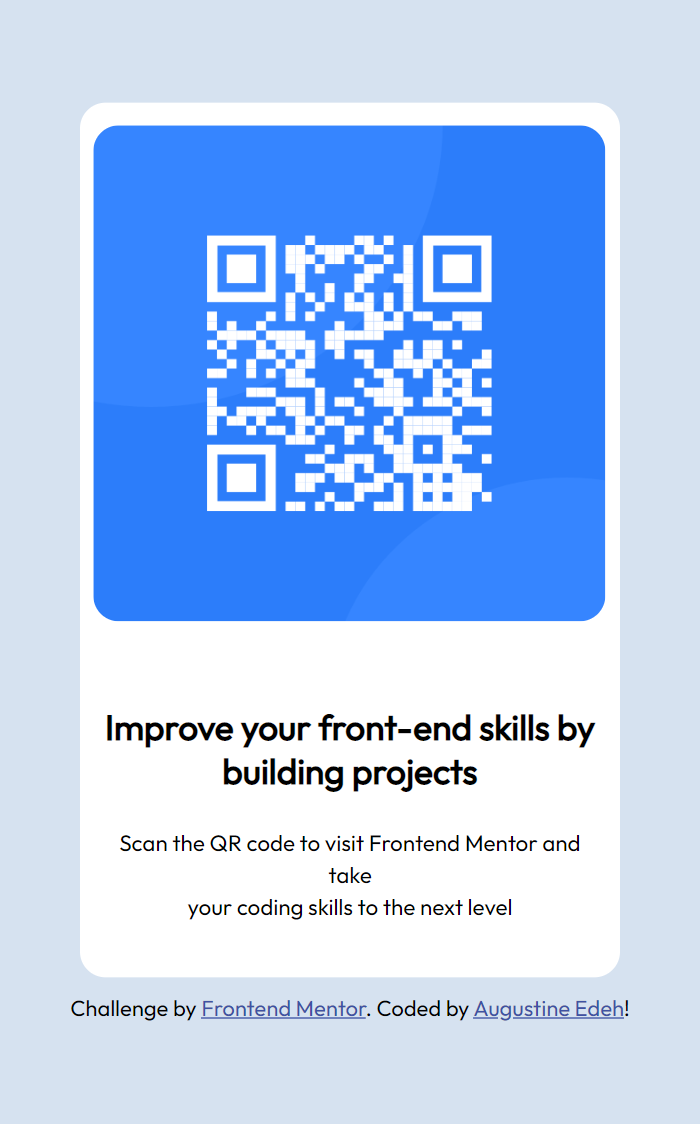 Improve your front-end skills by
building projects
Scan the QR code to visit Frontend Mentor and
take
your coding skills to the next level
Challenge by Frontend Mentor. Coded by Augustine Edeh!